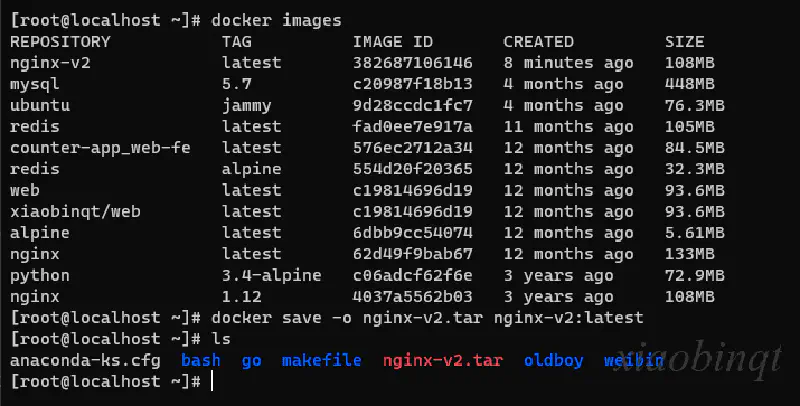 [root@localhost ~]# docker images
REPOSITORY TAG IMAGE ID CREATED SIZE
nginx-v2 latest 382687106146 8 minutes ago 108MB
mysql 5.7 c20987f18b13 4 months ago 448MB
ubuntu jammy 9d28ccdc1fc7 4 months ago 76.3MB
redis latest fad0ee7e917a 11 months ago 105MB
counter-app_web-fe latest 576ec2712a34 12 months ago 84.5MB
redis alpine 554d20f20365 12 months ago 32.3MB
web latest c19814696d19 12 months ago 93.6MB
xiaobinqt/web latest c19814696d19 12 months ago 93.6MB
alpine latest 6dbb9cc54074 12 months ago 5.61MB
nginx latest 62d49f9bab67 12 months ago 133MB
python 3.4-alpine c06adcf62f6e 3 years ago 72.9MB
nginx 1.12 4037a5562b03 3 years ago 108MB
[root@localhost ~]# docker save -o nginx-v2.tar nginx-v2:latest
[root@localhost ~]# ls
anaconda-ks.cfg bash go makefile nginx-v2.tar oldboy weibin
[root@localhost ~]#
xiaobinqt